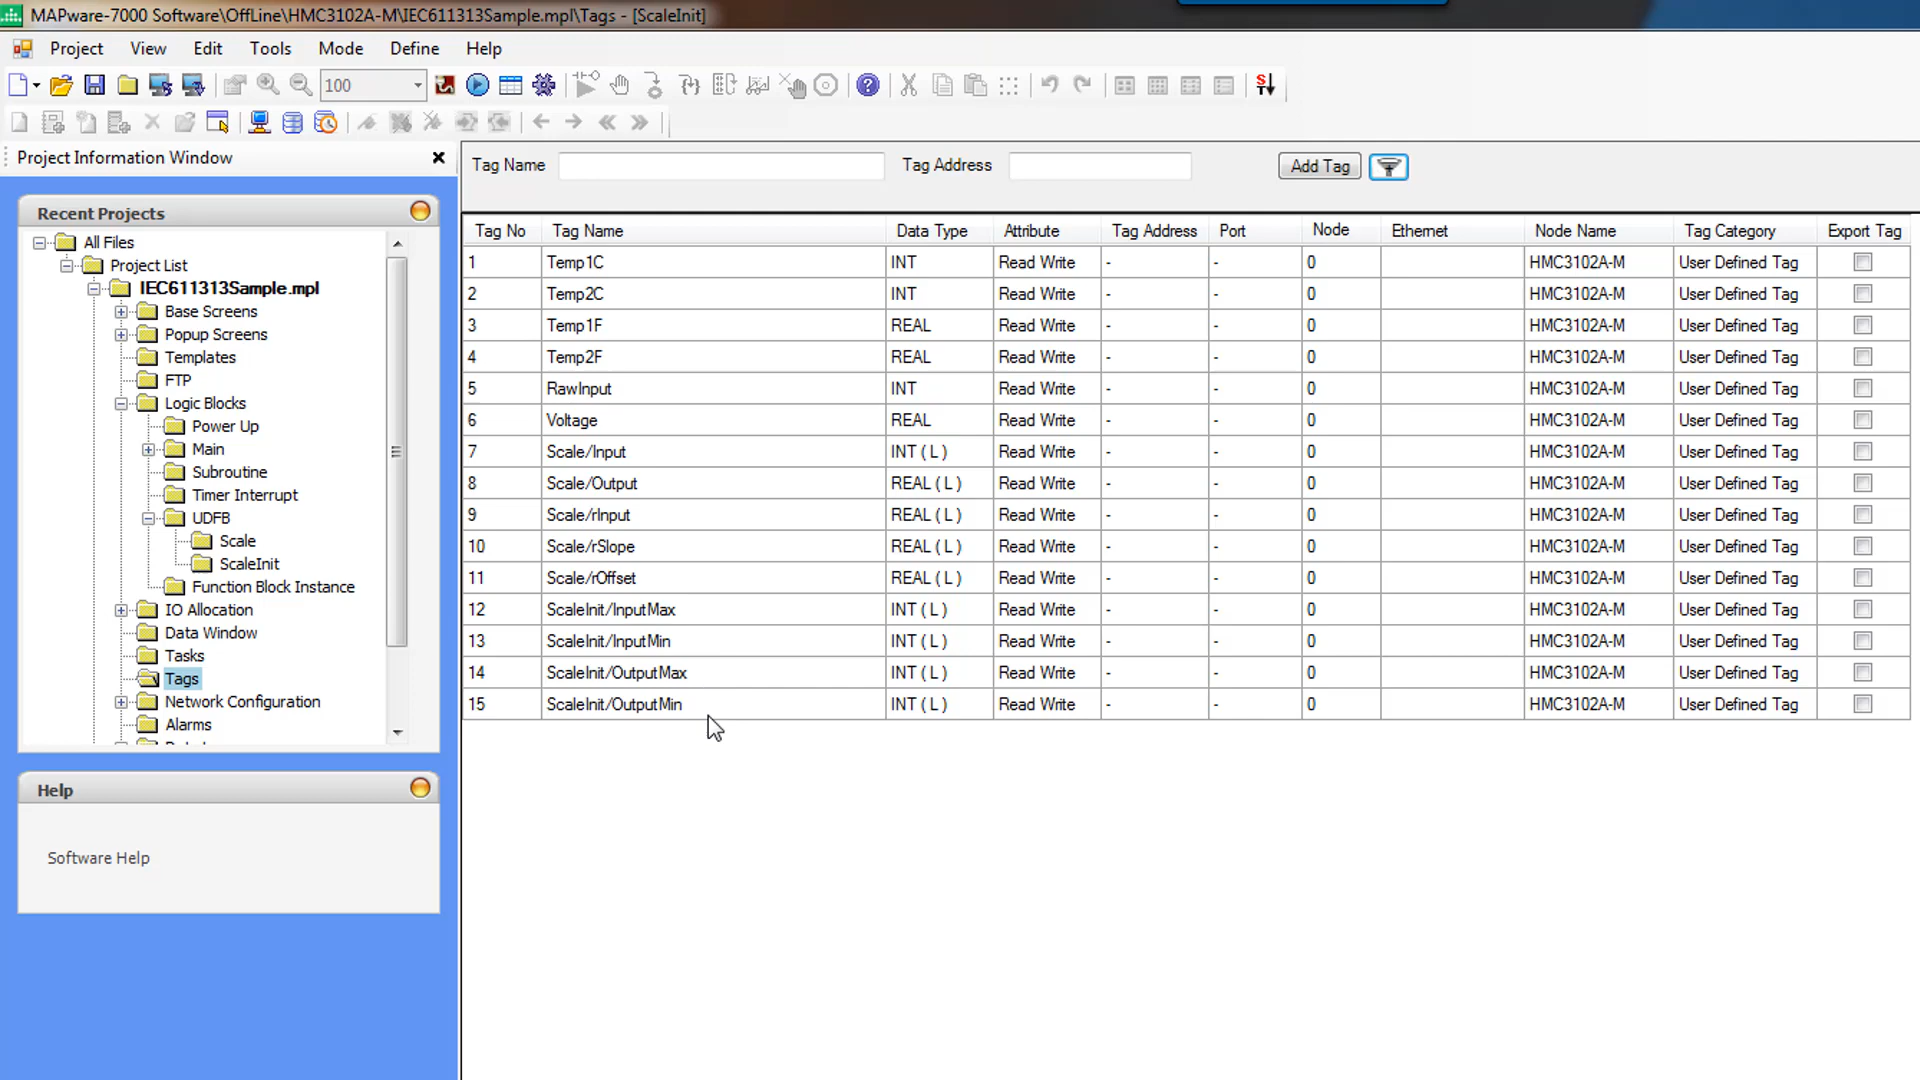 MAPware-7000 Software\OffLine\HMC3102A-M\IEC611313Sample.mpl\Tags - [ScaleInit]
Project View Edit Tools Mode Define Help
100
Project Information Window
Recent Projects
All Files
Project List
IEC611313Sample.mpl
Base Screens
Popup Screens
Templates
FTP
Logic Blocks
Power Up
Main
Subroutine
Timer Interrupt
UDFB
Scale
ScaleInit
Function Block Instance
IO Allocation
Data Window
Tasks
Tags
Network Configuration
Alarms
Help
Software Help
Tag Name Tag Address Add Tag
Tag No Tag Name Data Type Attribute Tag Address Port Node Ethernet Node Name Tag Category Export Tag
1 Temp1C INT Read Write - - 0 HMC3102A-M User Defined Tag
2 Temp2C INT Read Write - - 0 HMC3102A-M User Defined Tag
3 Temp1F REAL Read Write - - 0 HMC3102A-M User Defined Tag
4 Temp2F REAL Read Write - - 0 HMC3102A-M User Defined Tag
5 RawInput INT Read Write - - 0 HMC3102A-M User Defined Tag
6 Voltage REAL Read Write - - 0 HMC3102A-M User Defined Tag
7 Scale/Input INT ( L ) Read Write - - 0 HMC3102A-M User Defined Tag
8 Scale/Output REAL ( L ) Read Write - - 0 HMC3102A-M User Defined Tag
9 Scale/rInput REAL ( L ) Read Write - - 0 HMC3102A-M User Defined Tag
10 Scale/rSlope REAL ( L ) Read Write - - 0 HMC3102A-M User Defined Tag
11 Scale/rOffset REAL ( L ) Read Write - - 0 HMC3102A-M User Defined Tag
12 ScaleInit/InputMax INT ( L ) Read Write - - 0 HMC3102A-M User Defined Tag
13 ScaleInit/InputMin INT ( L ) Read Write - - 0 HMC3102A-M User Defined Tag
14 ScaleInit/OutputMax INT ( L ) Read Write - - 0 HMC3102A-M User Defined Tag
15 ScaleInit/OutputMin INT ( L ) Read Write - - 0 HMC3102A-M User Defined Tag